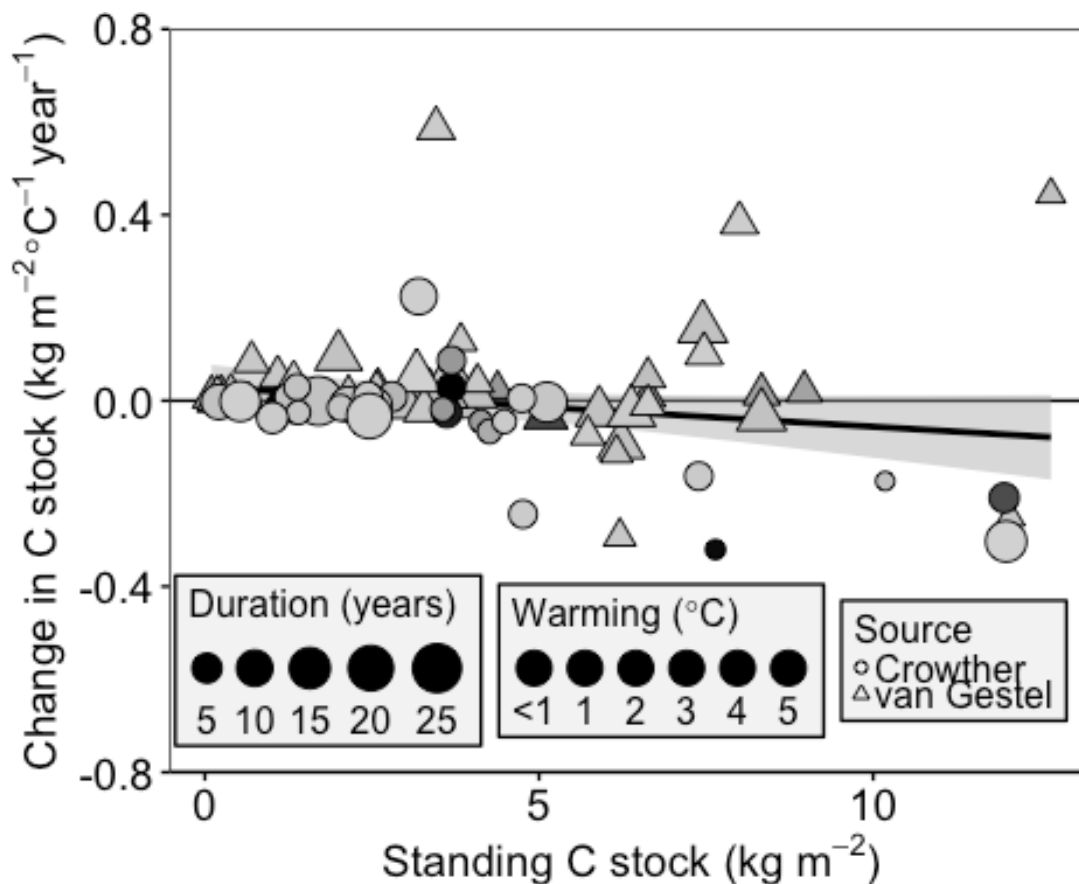 Change in C stock (kg m⁻²°C⁻¹ year⁻¹)
0.8
0.4
0.0
-0.4
-0.8
Duration (years)
5 10 15 20 25
Warming (°C)
<1 1 2 3 4 5
Source
Crowther
van Gestel
0 5 10
Standing C stock (kg m⁻²)